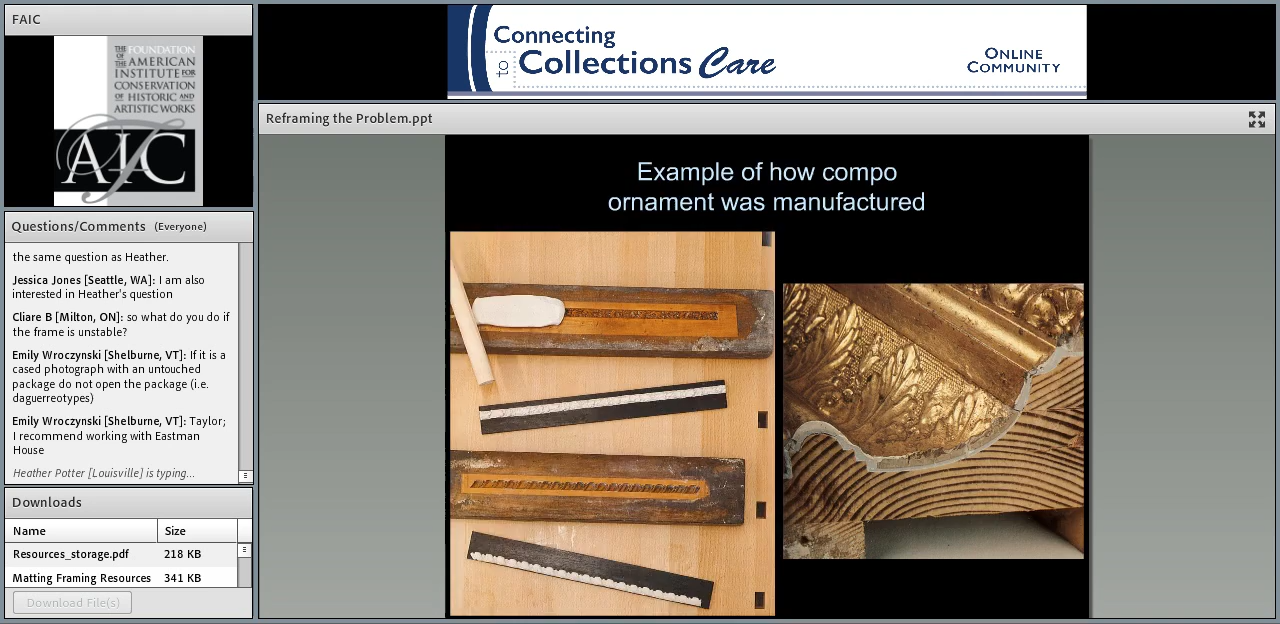 FAIC
THE FOUNDATION
OF THE AMERICAN
INSTITUTE FOR
CONSERVATION
OF HISTORIC AND
ARTISTIC WORKS
AIC
Questions/Comments (Everyone)
the same question as Heather.
Jessica Jones [Seattle, WA]: I am also
interested in Heather's question
Cliare B [Milton, ON]: so what do you do if
the frame is unstable?
Emily Wroczynski [Shelburne, VT]: If it is a
cased photograph with an untouched
package do not open the package (i.e.
daguerreotypes)
Emily Wroczynski [Shelburne, VT]: Taylor;
I recommend working with Eastman
House
Heather Potter [Louisville] is typing...
Downloads
Name Size
Resources_storage.pdf 218 KB
Matting Framing Resources 341 KB
Download File(s)
Connecting
to Collections Care
ONLINE
COMMUNITY
Reframing the Problem.ppt
Example of how compo
ornament was manufactured